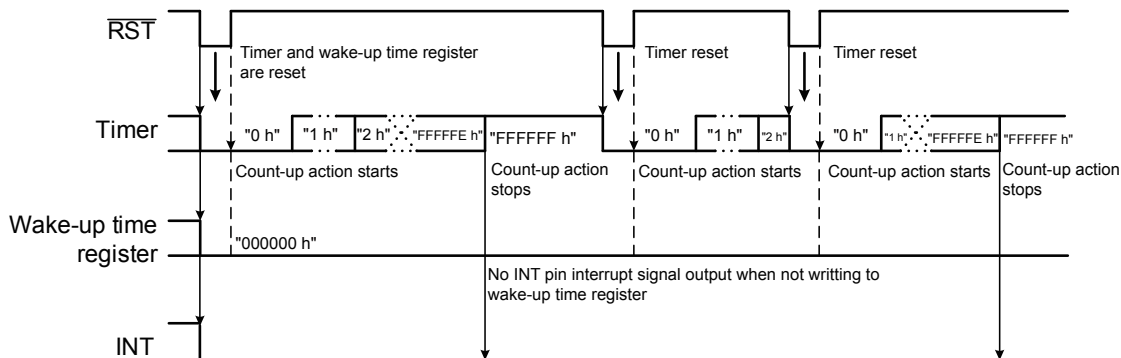 RST
Timer and wake-up time register
are reset
Timer reset
Timer reset
Timer
"0 h"
"1 h"
"2 h"
"FFFFFE h"
"FFFFFF h"
"0 h"
"1 h"
"2 h"
"0 h"
"1 h"
"FFFFFE h"
"FFFFFF h"
Count-up action starts
Count-up action
stops
Count-up action starts
Count-up action starts
Count-up action
stops
Wake-up time
register
"000000 h"
No INT pin interrupt signal output when not writting to
wake-up time register
INT